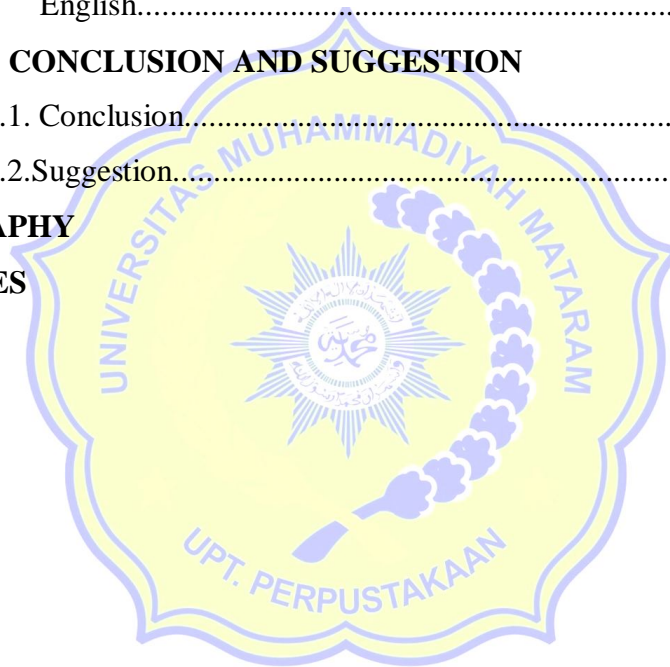 English
CONCLUSION AND SUGGESTION
.1. Conclusion
.2.Suggestion
APHY
ES
UNIVERSITAS MUHAMMADIYAH MATARAM
UPT. PERPUSTAKAAN